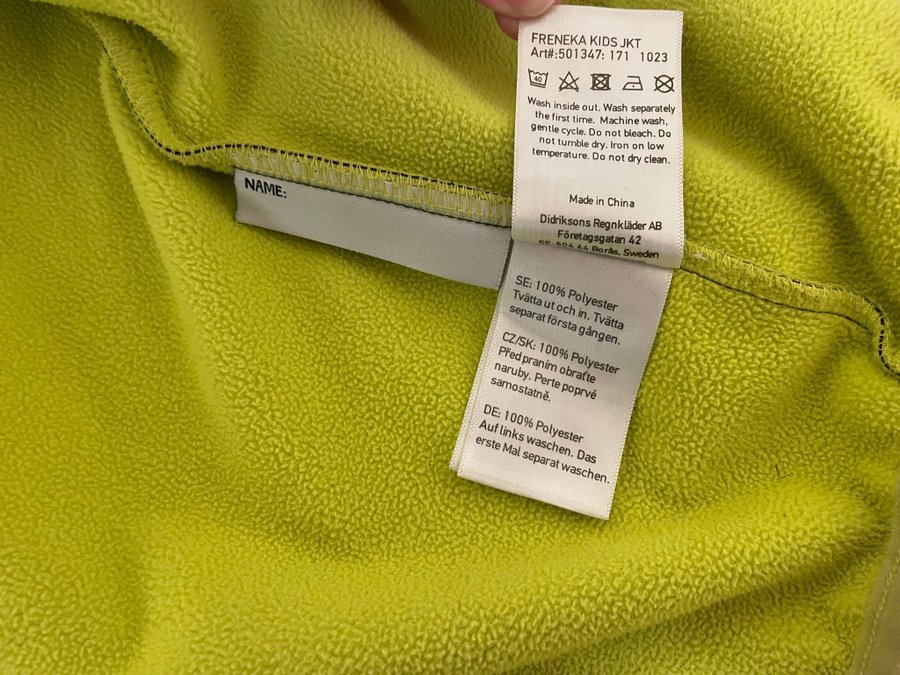 FRENEKA KIDS JKT
Art#:501347: 171 1023
40
Wash inside out. Wash separately
the first time. Machine wash,
gentle cycle. Do not bleach. Do
not tumble dry. Iron on low
temperature. Do not dry clean.
Made in China
Didriksons Regnkläder AB
Företagsgatan 42
SE-504 64 Borås, Sweden
NAME:
SE: 100% Polyester
Tvätta ut och in. Tvätta
separat första gången.
CZ/SK: 100% Polyester
Před praním obraťte
naruby. Perte poprvé
samostatně.
DE: 100% Polyester
Auf links waschen. Das
erste Mal separat waschen.